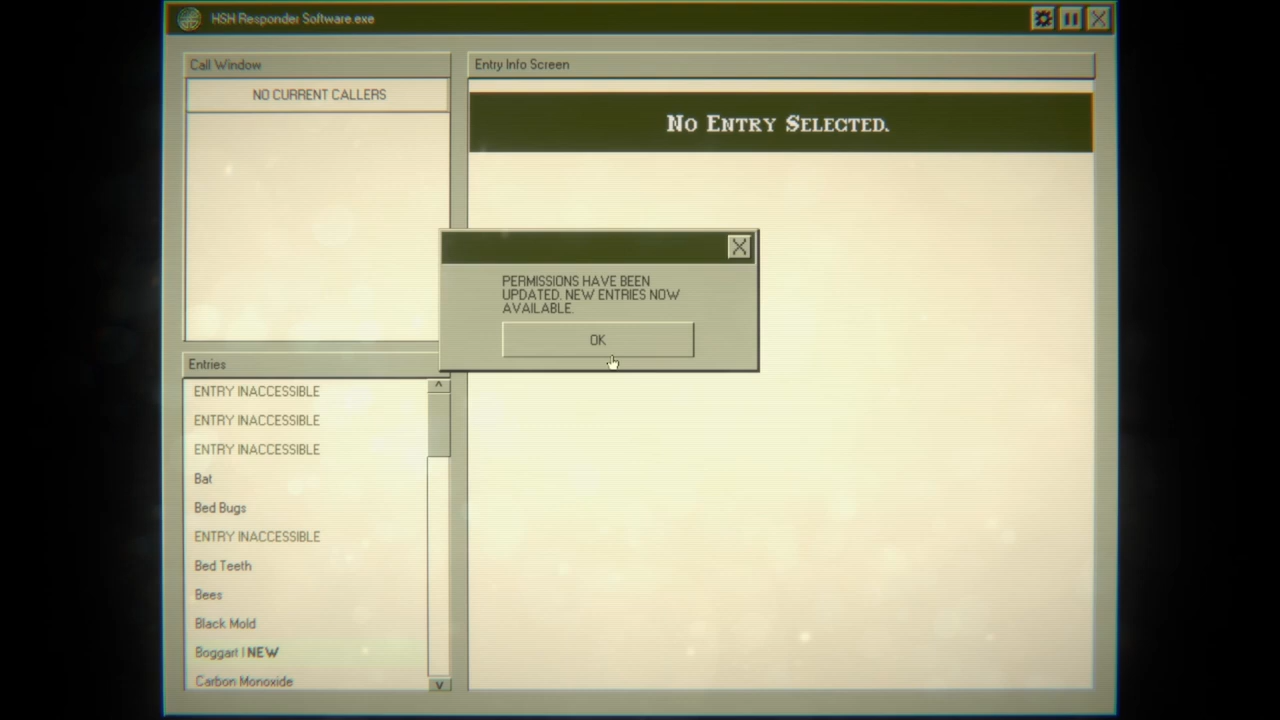 HSH Responder Software.exe
Call Window
NO CURRENT CALLERS
Entry Info Screen
No Entry Selected.
PERMISSIONS HAVE BEEN
UPDATED. NEW ENTRIES NOW
AVAILABLE.
OK
Entries
ENTRY INACCESSIBLE
ENTRY INACCESSIBLE
ENTRY INACCESSIBLE
Bat
Bed Bugs
ENTRY INACCESSIBLE
Bed Teeth
Bees
Black Mold
Boggart | NEW
Carbon Monoxide